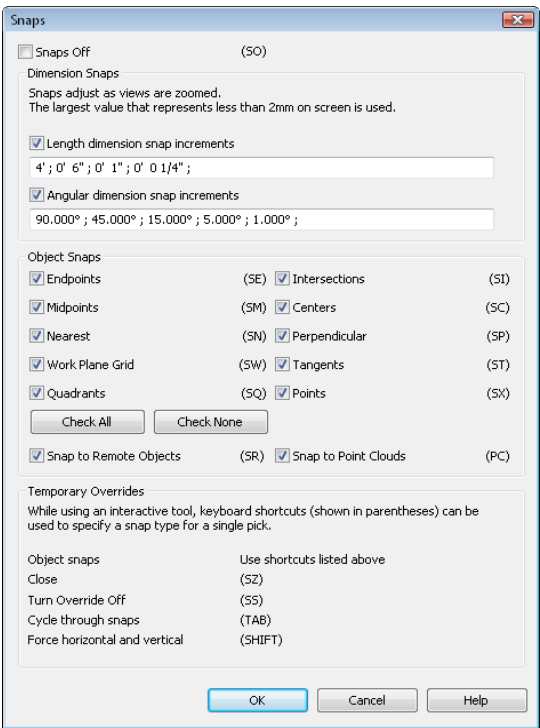 Snaps
Snaps Off (SO)
Dimension Snaps
Snaps adjust as views are zoomed.
The largest value that represents less than 2mm on screen is used.
Length dimension snap increments
4' ; 0' 6" ; 0' 1" ; 0' 0 1/4" ;
Angular dimension snap increments
90.000° ; 45.000° ; 15.000° ; 5.000° ; 1.000° ;
Object Snaps
Endpoints (SE) Intersections (SI)
Midpoints (SM) Centers (SC)
Nearest (SN) Perpendicular (SP)
Work Plane Grid (SW) Tangents (ST)
Quadrants (SQ) Points (SX)
Check All Check None
Snap to Remote Objects (SR) Snap to Point Clouds (PC)
Temporary Overrides
While using an interactive tool, keyboard shortcuts (shown in parentheses) can be
used to specify a snap type for a single pick.
Object snaps Use shortcuts listed above
Close (SZ)
Turn Override Off (SS)
Cycle through snaps (TAB)
Force horizontal and vertical (SHIFT)
OK Cancel Help